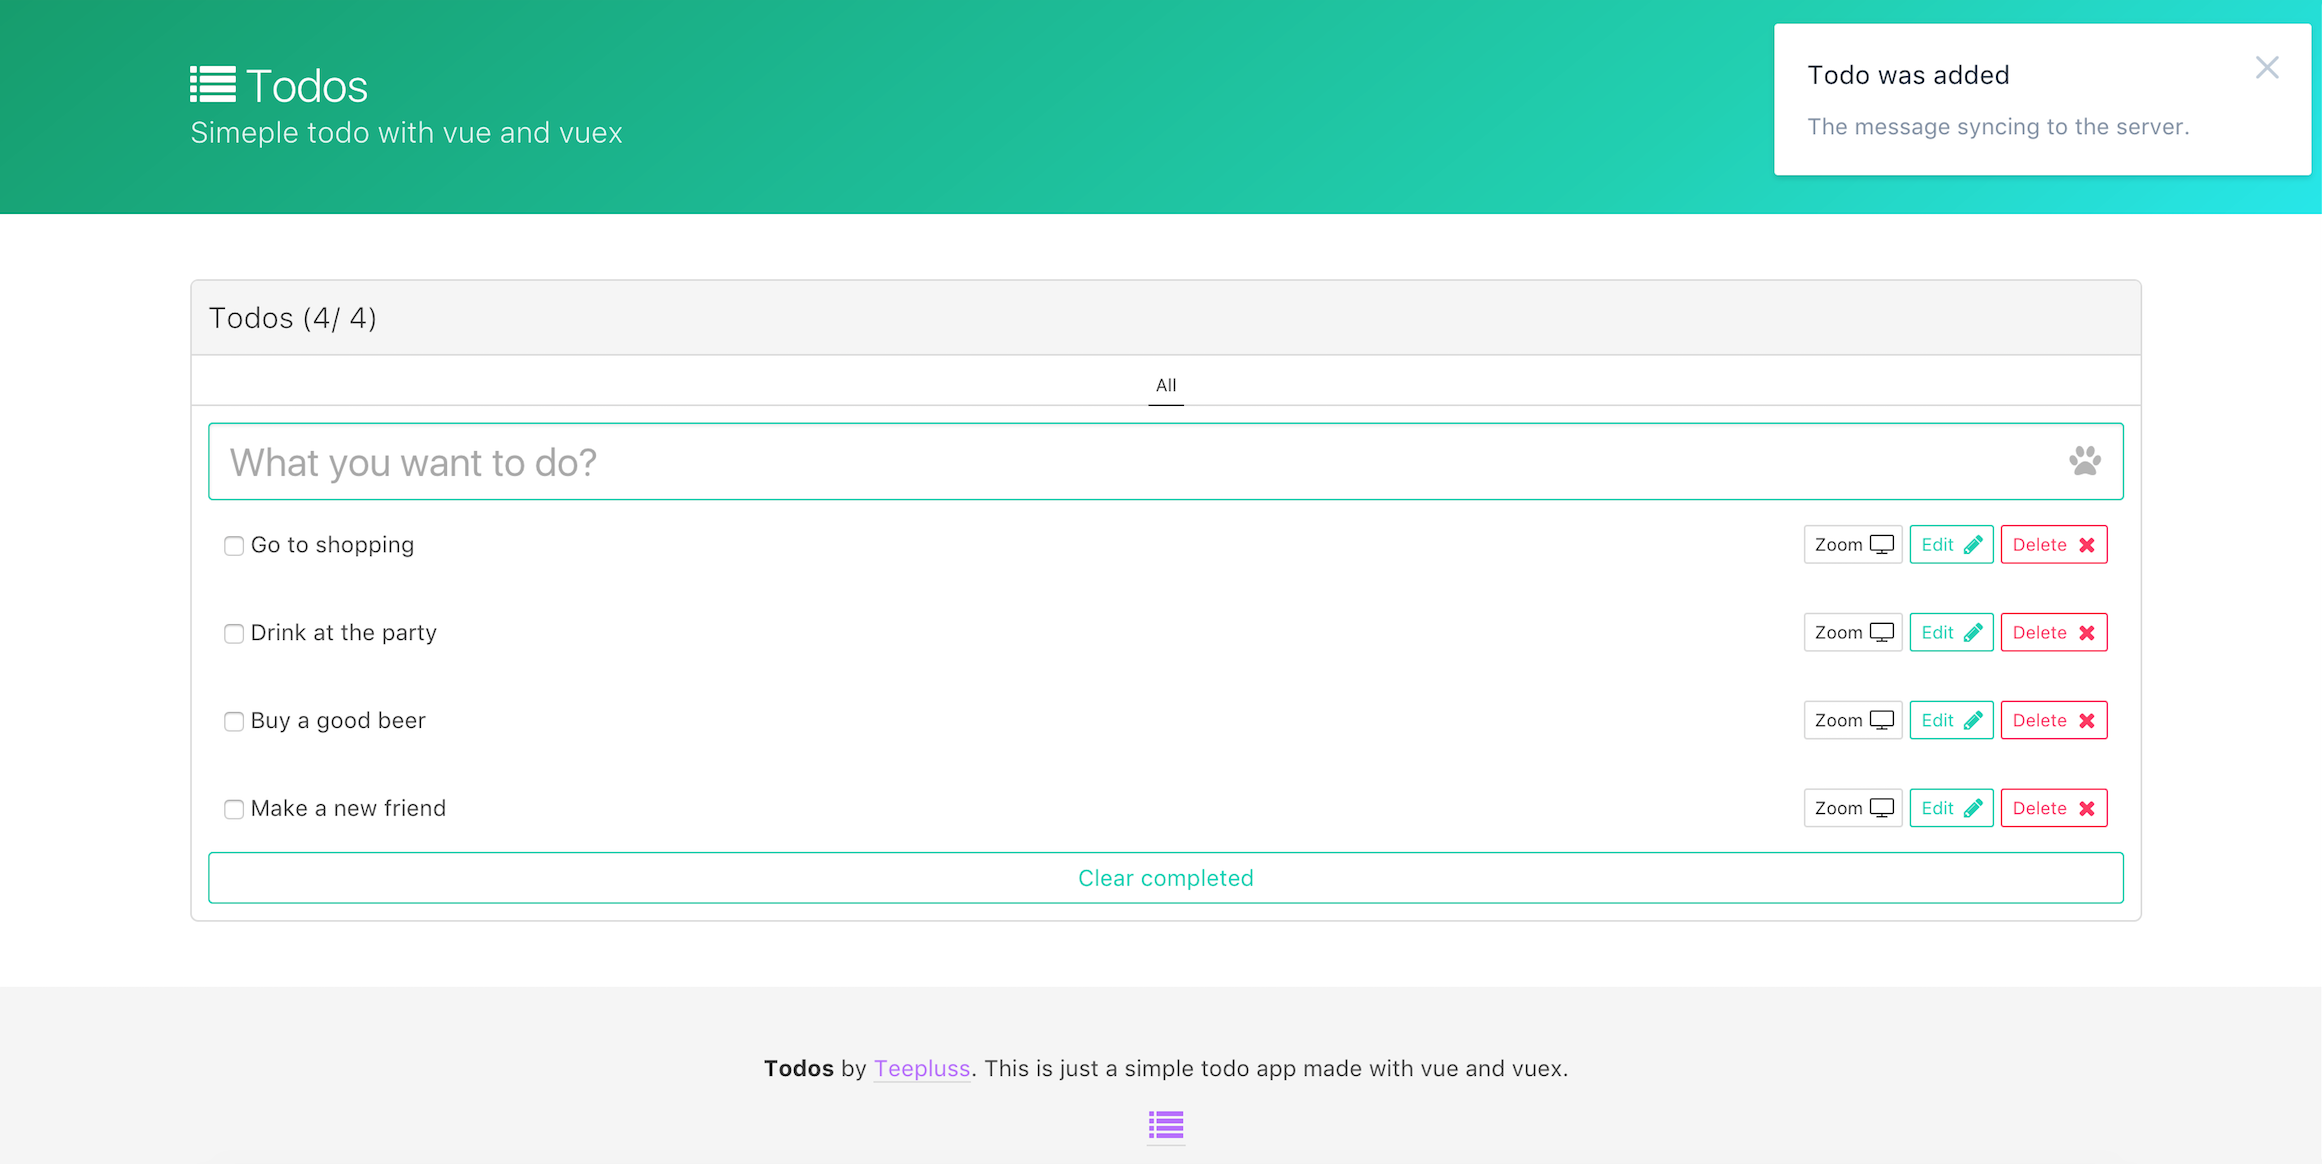 Todos
Simeple todo with vue and vuex
Todo was added
The message syncing to the server.
Todos (4/ 4)
All
What you want to do?
Go to shopping Zoom Edit Delete
Drink at the party Zoom Edit Delete
Buy a good beer Zoom Edit Delete
Make a new friend Zoom Edit Delete
Clear completed
Todos by Teepluss. This is just a simple todo app made with vue and vuex.